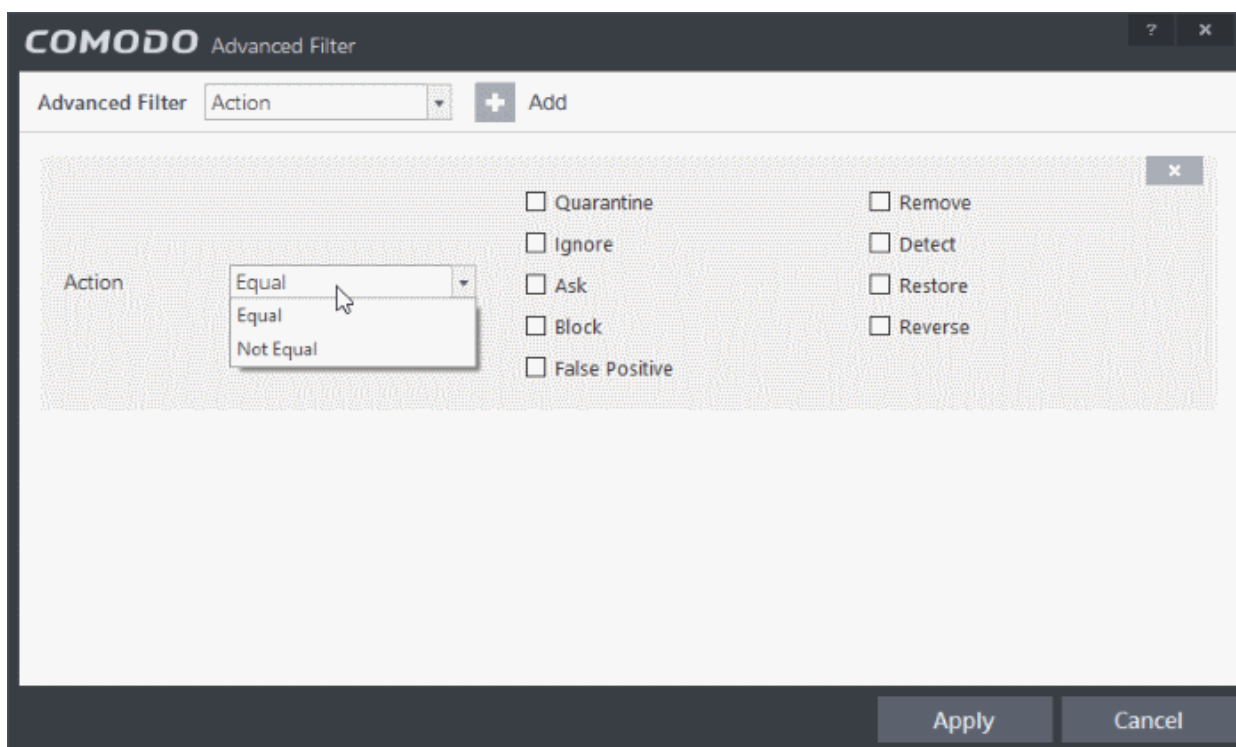 COMODO Advanced Filter ? x
Advanced Filter Action + Add
x
Quarantine Remove
Ignore Detect
Action Equal Ask Restore
Equal
Block Reverse
Not Equal
False Positive
Apply Cancel